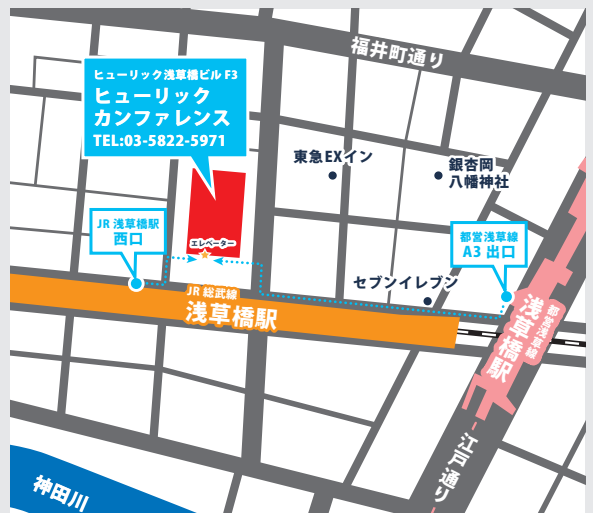 福井町通り
ヒューリック浅草橋ビル F3
ヒューリック
カンファレンス
TEL:03-5822-5971
東急EXイン
銀杏岡
八幡神社
JR 浅草橋駅
西口
エレベーター
都営浅草線
A3 出口
セブンイレブン
JR 総武線
浅草橋駅
都営浅草線
浅草橋駅
江戸通り
神田川